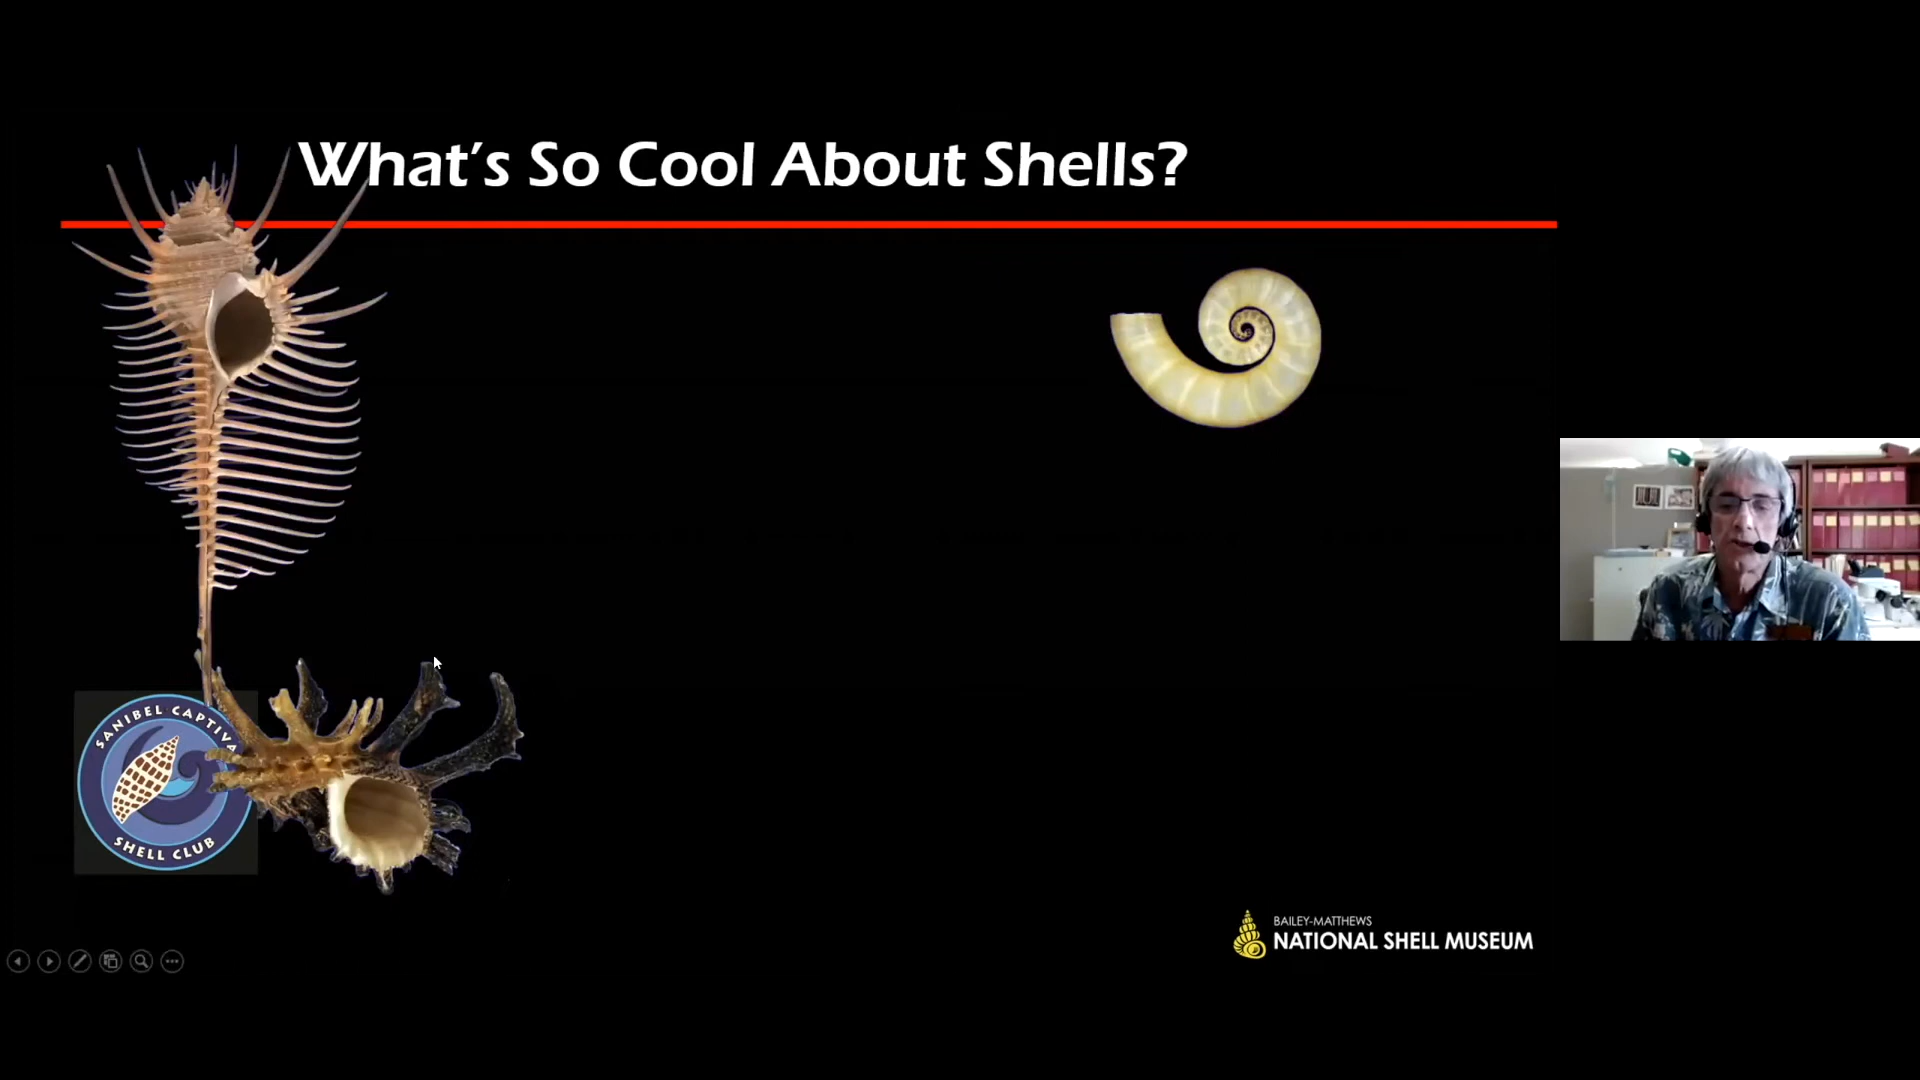 What's So Cool About Shells?
SANIBEL CAPTIVA
SHELL CLUB
BAILEY-MATTHEWS
NATIONAL SHELL MUSEUM